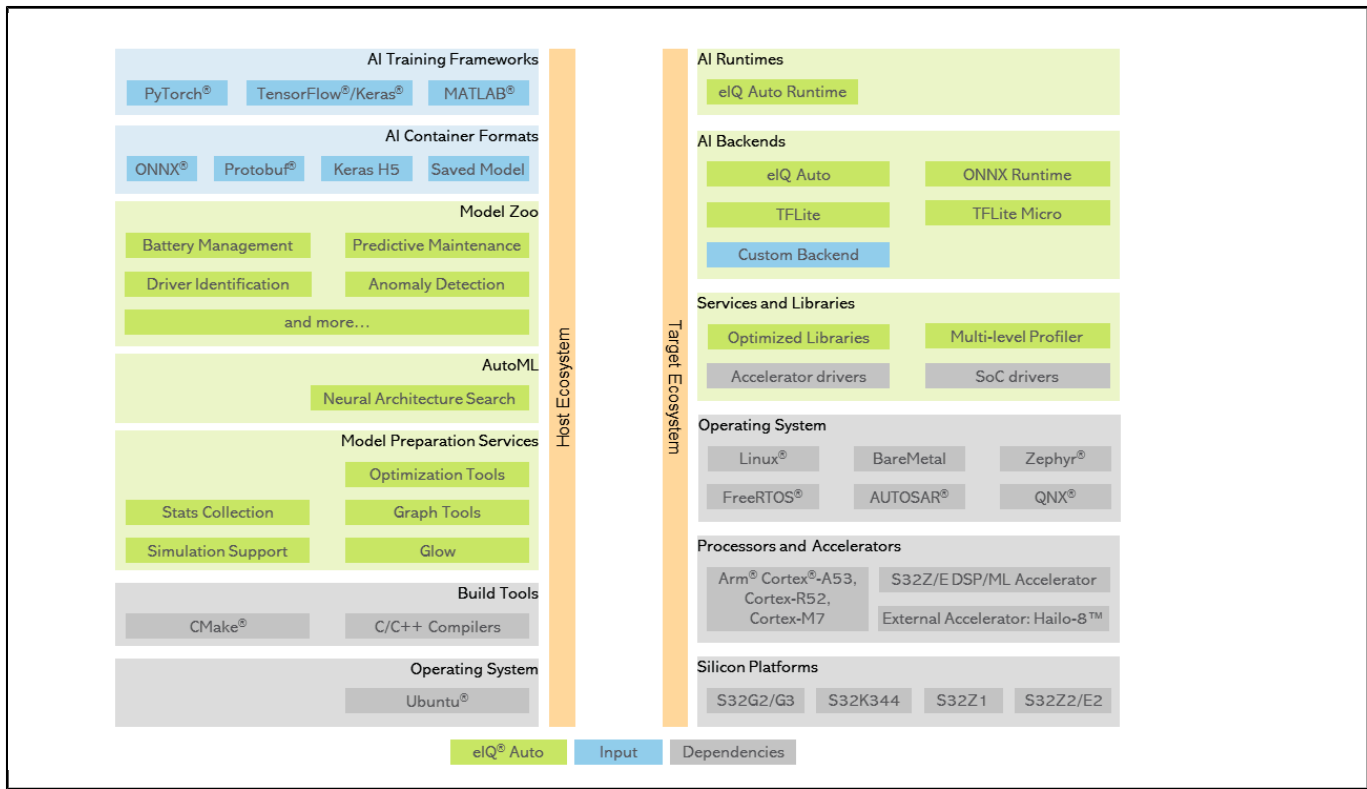 AI Training Frameworks
PyTorch® TensorFlow®/Keras® MATLAB®
AI Container Formats
ONNX® Protobuf® Keras H5 Saved Model
Model Zoo
Battery Management Predictive Maintenance
Driver Identification Anomaly Detection
and more...
AutoML
Neural Architecture Search
Model Preparation Services
Optimization Tools
Stats Collection Graph Tools
Simulation Support Glow
Build Tools
CMake® C/C++ Compilers
Operating System
Ubuntu®
Host Ecosystem
Target Ecosystem
AI Runtimes
eIQ Auto Runtime
AI Backends
eIQ Auto ONNX Runtime
TFLite TFLite Micro
Custom Backend
Services and Libraries
Optimized Libraries Multi-level Profiler
Accelerator drivers SoC drivers
Operating System
Linux® BareMetal Zephyr®
FreeRTOS® AUTOSAR® QNX®
Processors and Accelerators
Arm® Cortex®-A53,
Cortex-R52,
Cortex-M7
S32Z/E DSP/ML Accelerator
External Accelerator: Hailo-8™
Silicon Platforms
S32G2/G3 S32K344 S32Z1 S32Z2/E2
eIQ® Auto Input Dependencies